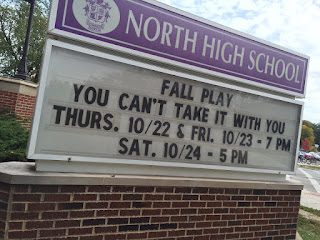 NORTH HIGH SCHOOL
FALL PLAY
YOU CAN'T TAKE IT WITH YOU
THURS. 10/22 & FRI. 10/23 - 7 PM
SAT. 10/24 - 5 PM